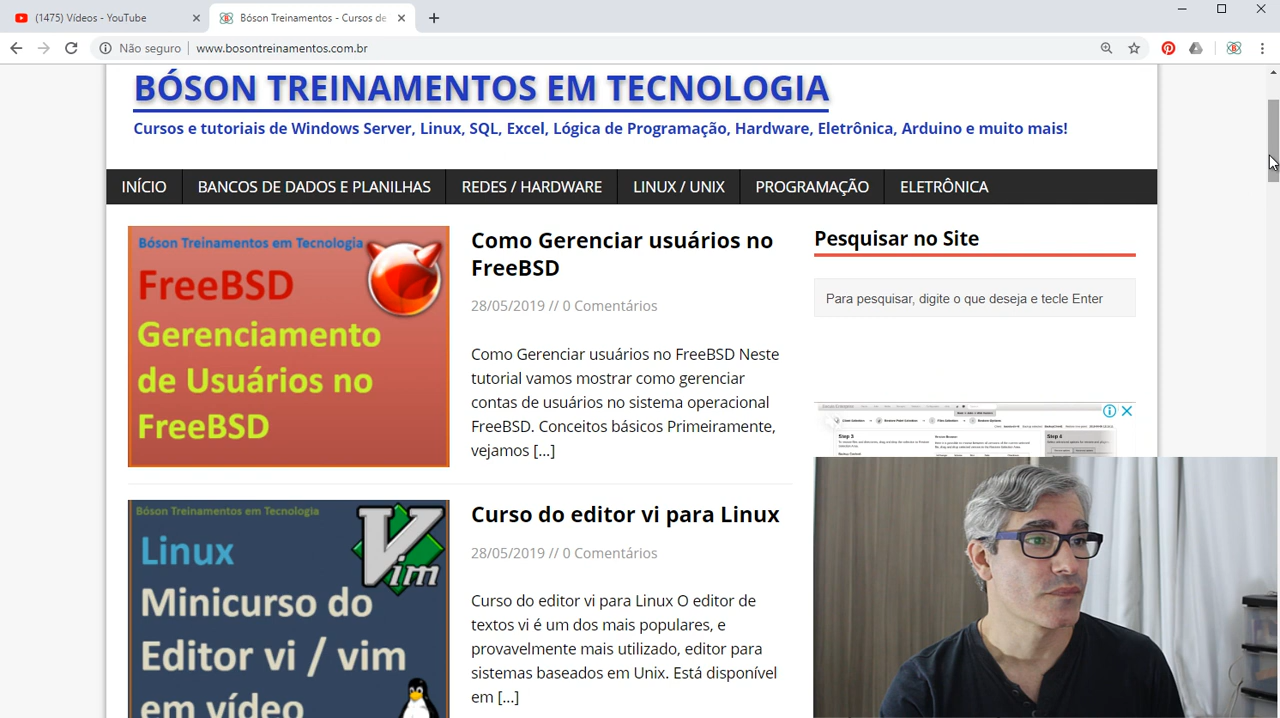 (1475) Vídeos - YouTube
Bóson Treinamentos - Cursos de
Não seguro
www.bosontreinamentos.com.br
BÓSON TREINAMENTOS EM TECNOLOGIA
Cursos e tutoriais de Windows Server, Linux, SQL, Excel, Lógica de Programação, Hardware, Eletrônica, Arduino e muito mais!
INÍCIO
BANCOS DE DADOS E PLANILHAS
REDES / HARDWARE
LINUX / UNIX
PROGRAMAÇÃO
ELETRÔNICA
Bóson Treinamentos em Tecnologia
FreeBSD
Gerenciamento
de Usuários no
FreeBSD
Como Gerenciar usuários no
FreeBSD
28/05/2019 // 0 Comentários
Como Gerenciar usuários no FreeBSD Neste
tutorial vamos mostrar como gerenciar
contas de usuários no sistema operacional
FreeBSD. Conceitos básicos Primeiramente,
vejamos [...]
Pesquisar no Site
Para pesquisar, digite o que deseja e tecle Enter
Step 3
Step 4
Bóson Treinamentos em Tecnologia
Linux
Minicurso do
Editor vi / vim
em vídeo
Vim
Curso do editor vi para Linux
28/05/2019 // 0 Comentários
Curso do editor vi para Linux O editor de
textos vi é um dos mais populares, e
provavelmente mais utilizado, editor para
sistemas baseados em Unix. Está disponível
em [...]